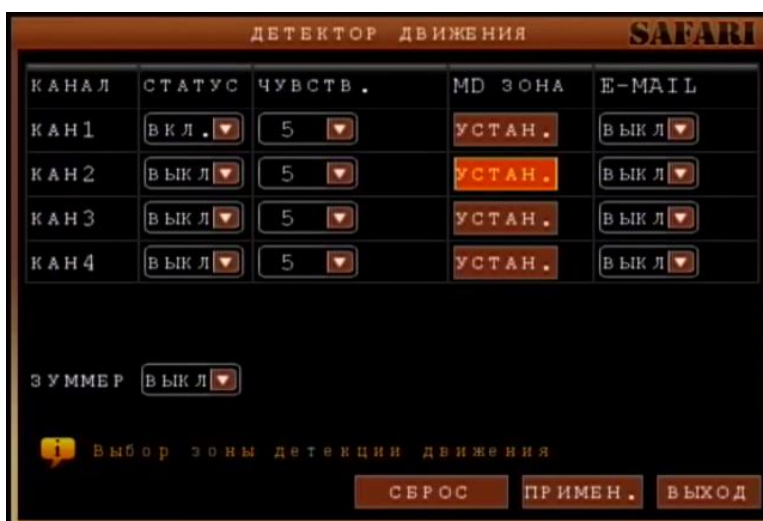 ДЕТЕКТОР ДВИЖЕНИЯ SAFARI
КАНАЛ СТАТУС ЧУВСТВ. MD ЗОНА E-MAIL
КАН1 ВКЛ. 5 УСТАН. ВЫКЛ
КАН2 ВЫКЛ 5 УСТАН. ВЫКЛ
КАН3 ВЫКЛ 5 УСТАН. ВЫКЛ
КАН4 ВЫКЛ 5 УСТАН. ВЫКЛ
ЗУММЕР ВЫКЛ
Выбор зоны детекции движения
СБРОС ПРИМЕН. ВЫХОД